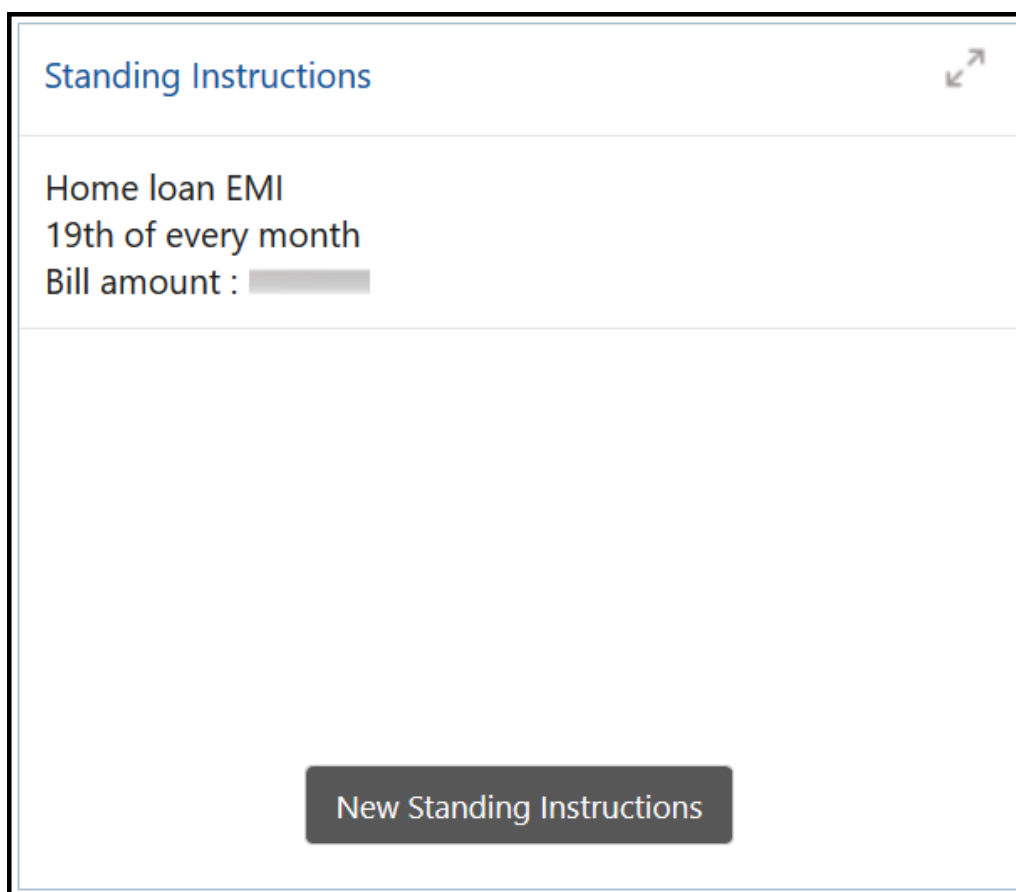 Standing Instructions
Home loan EMI
19th of every month
Bill amount :
New Standing Instructions